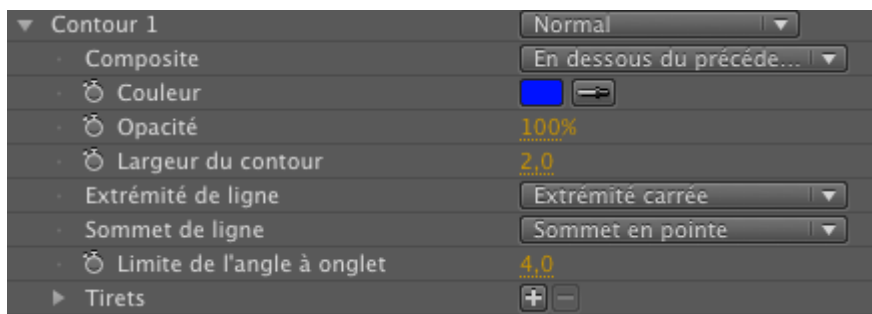 Contour 1 Normal
Composite En dessous du précéde...
Couleur
Opacité 100%
Largeur du contour 2,0
Extrémité de ligne Extrémité carrée
Sommet de ligne Sommet en pointe
Limite de l'angle à onglet 4,0
Tirets